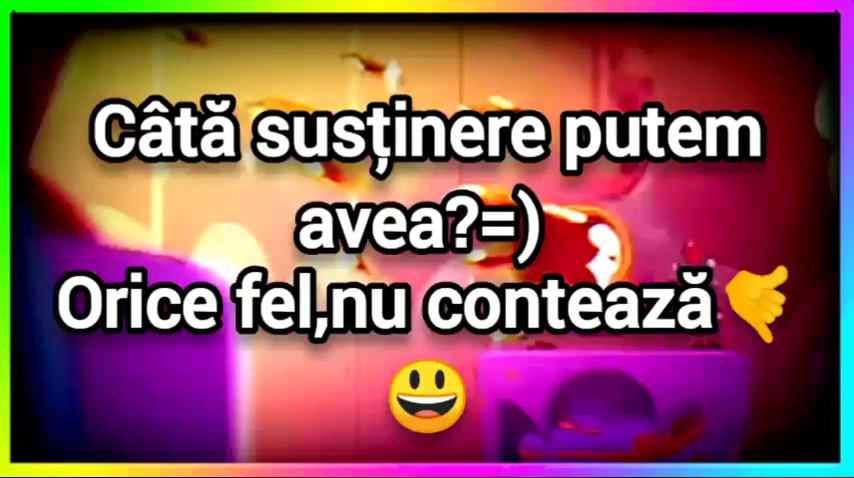 Câtă susținere putem
avea?=)
Orice fel,nu contează🤙
😃